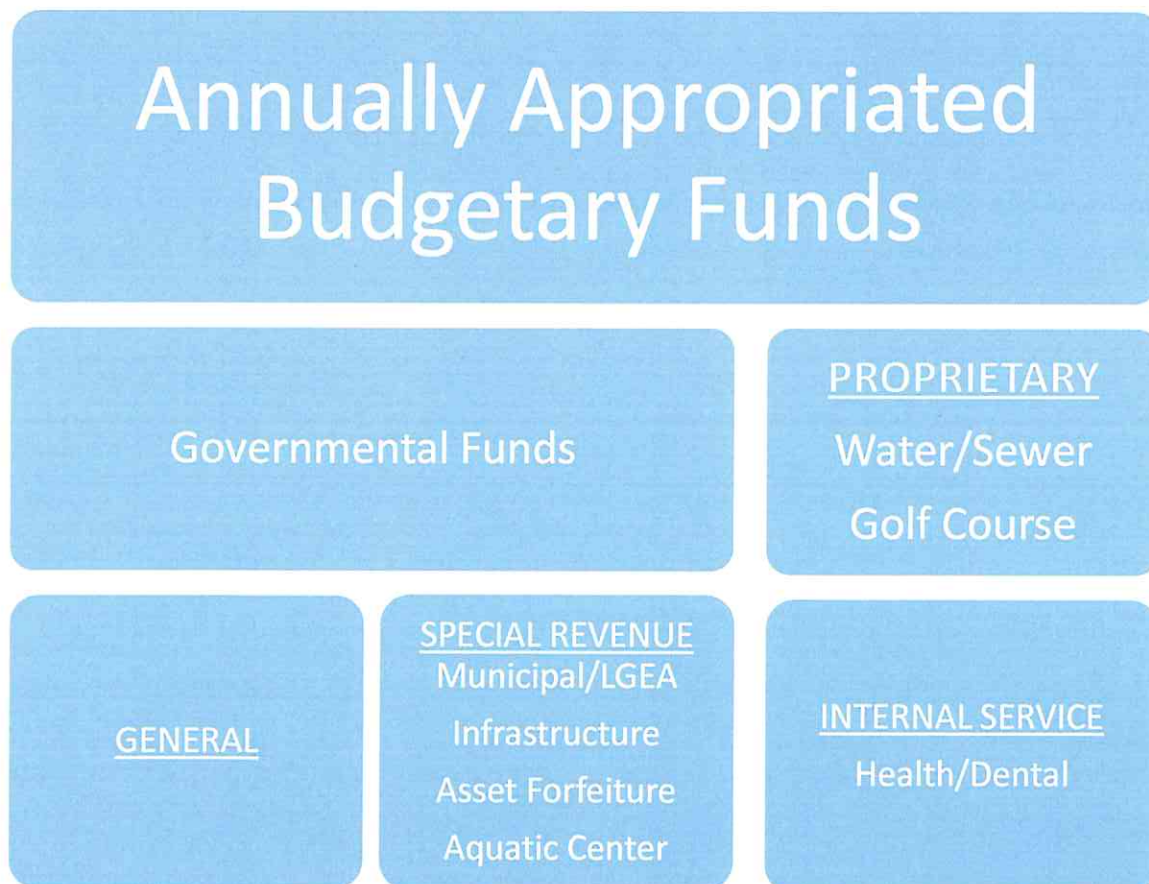 Annually Appropriated
Budgetary Funds
Governmental Funds
PROPRIETARY
Water/Sewer
Golf Course
GENERAL
SPECIAL REVENUE
Municipal/LGEA
Infrastructure
Asset Forfeiture
Aquatic Center
INTERNAL SERVICE
Health/Dental